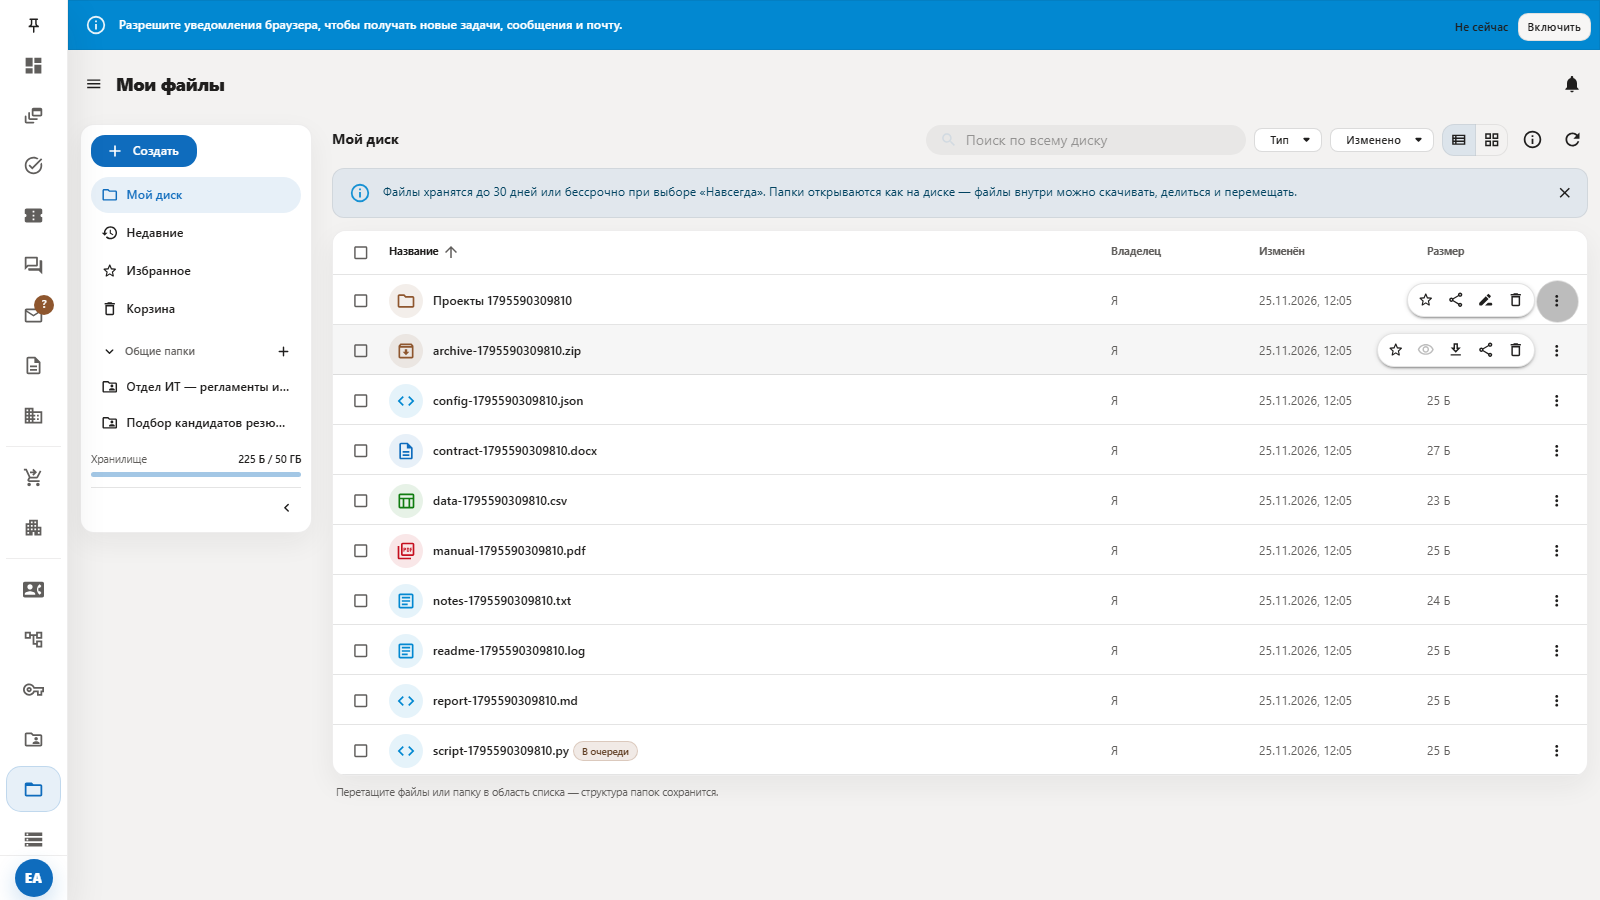 Разрешите уведомления браузера, чтобы получать новые задачи, сообщения и почту.
Не сейчас
Включить
Мои файлы
Создать
Мой диск
Недавние
Избранное
Корзина
Общие папки
Отдел ИТ — регламенты и...
Подбор кандидатов резю...
Хранилище
225 Б / 50 ГБ
?
EA
Мой диск
Поиск по всему диску
Тип
Изменено
Файлы хранятся до 30 дней или бессрочно при выборе «Навсегда». Папки открываются как на диске — файлы внутри можно скачивать, делиться и перемещать.
Название Владелец Изменён Размер
Проекты 1795590309810 Я 25.11.2026, 12:05
archive-1795590309810.zip Я 25.11.2026, 12:05
config-1795590309810.json Я 25.11.2026, 12:05 25 Б
contract-1795590309810.docx Я 25.11.2026, 12:05 27 Б
data-1795590309810.csv Я 25.11.2026, 12:05 23 Б
PDF manual-1795590309810.pdf Я 25.11.2026, 12:05 25 Б
notes-1795590309810.txt Я 25.11.2026, 12:05 24 Б
readme-1795590309810.log Я 25.11.2026, 12:05 25 Б
report-1795590309810.md Я 25.11.2026, 12:05 25 Б
script-1795590309810.py В очереди Я 25.11.2026, 12:05 25 Б
Перетащите файлы или папку в область списка — структура папок сохранится.